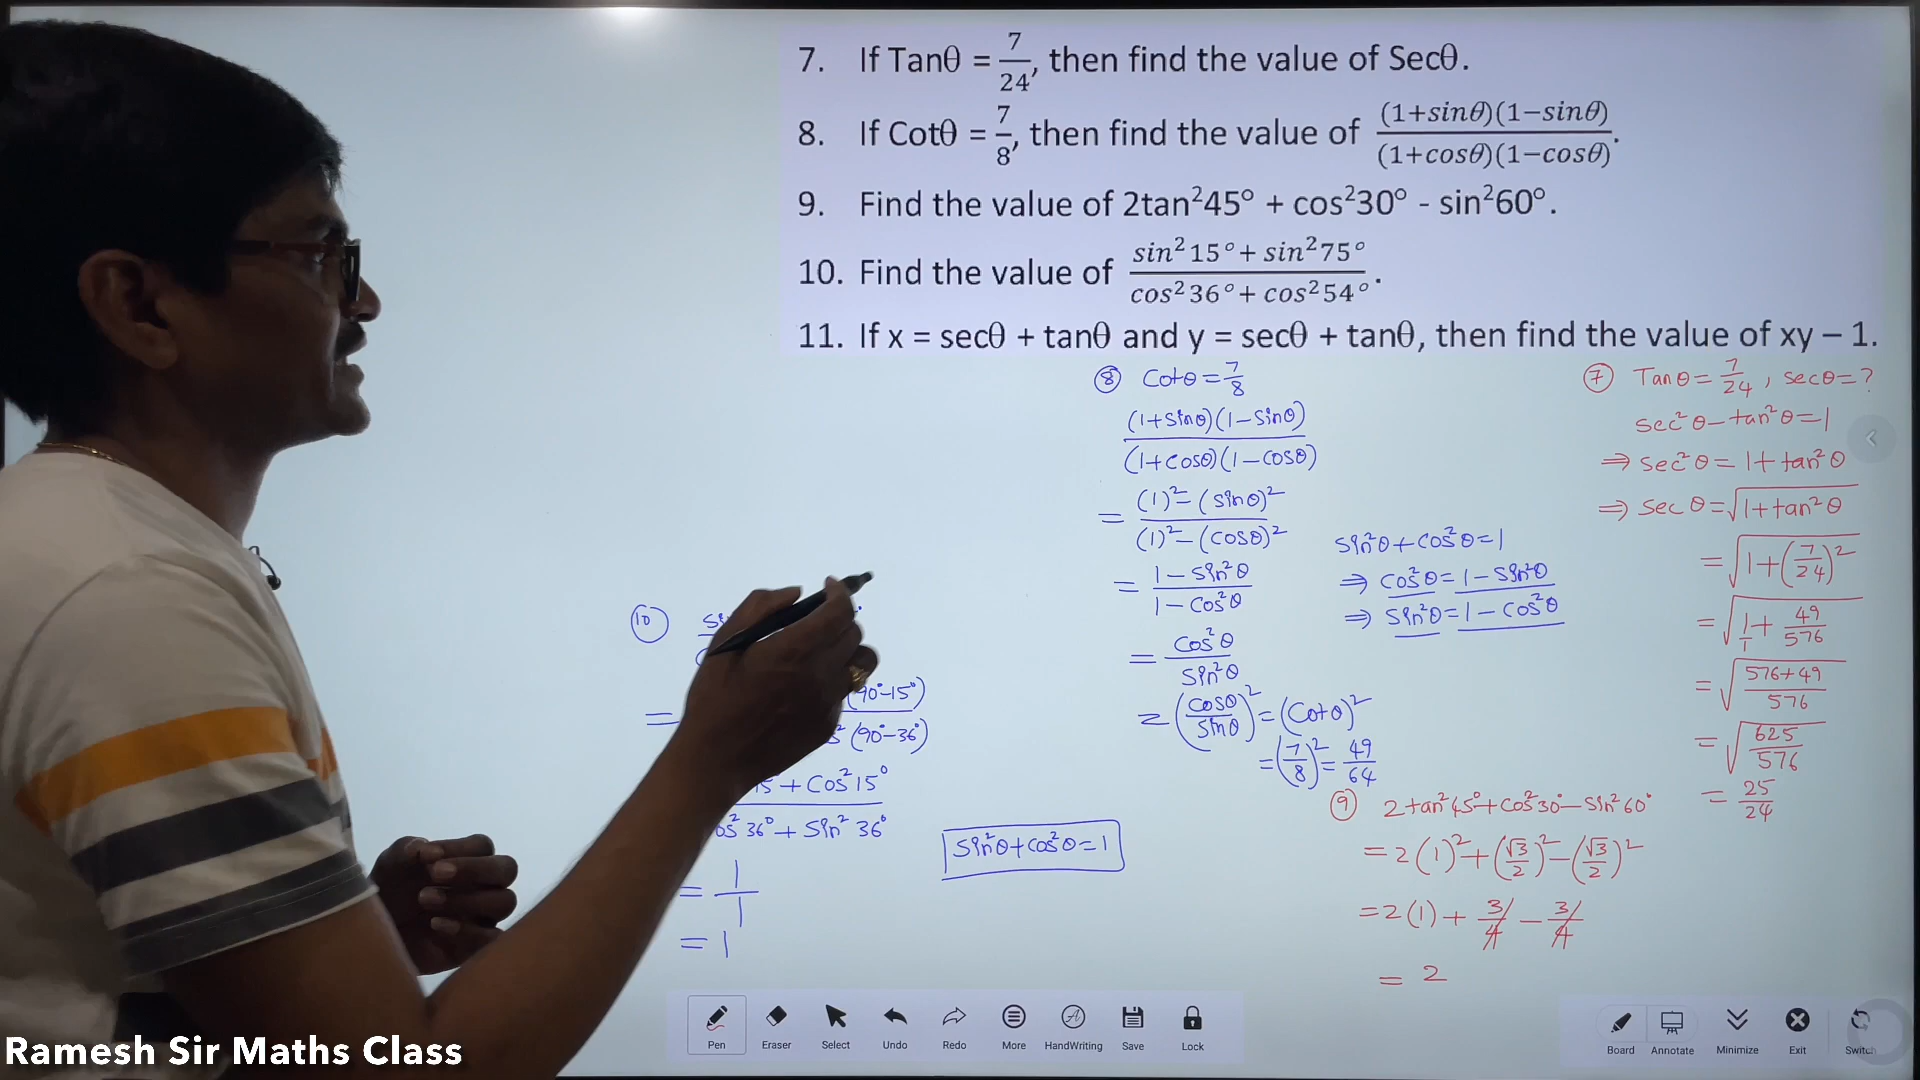 7. If Tanθ = 7/24, then find the value of Secθ.
8. If Cotθ = 7/8, then find the value of (1+sinθ)(1−sinθ)/(1+cosθ)(1−cosθ).
9. Find the value of 2tan²45° + cos²30° - sin²60°.
10. Find the value of sin²15°+ sin²75°/cos²36°+ cos²54°.
11. If x = secθ + tanθ and y = secθ + tanθ, then find the value of xy – 1.
⑧ Cotθ = 7/8
(1+sinθ)(1−sinθ)
(1+cosθ)(1−cosθ)
= (1)²−(sinθ)²
(1)²−(cosθ)²
= 1−sin²θ
1−cos²θ
= cos²θ
sin²θ
= (cosθ/sinθ)² = (Cotθ)²
= (7/8)² = 49/64
sin²θ+cos²θ=1
⇒ cos²θ=1−sin²θ
⇒ sin²θ=1−cos²θ
⑦ Tanθ = 7/24, secθ=?
sec²θ−tan²θ=1
⇒ sec²θ=1+tan²θ
⇒ secθ=√1+tan²θ
= √1+(7/24)²
= √1/1+49/576
= √576+49/576
= √625/576
= 25/24
⑨ 2tan²45°+cos²30°−sin²60°
= 2(1)²+(√3/2)²−(√3/2)²
= 2(1)+3/4−3/4
= 2
⑩
= (90°−15°)
² (90°−36°)
15°+Cos²15°
os²36°+Sin²36°
= 1/1
= 1
sin²θ+cos²θ=1
Pen Eraser Select Undo Redo More HandWriting Save Lock
Board Annotate Minimize Exit Switch
Ramesh Sir Maths Class